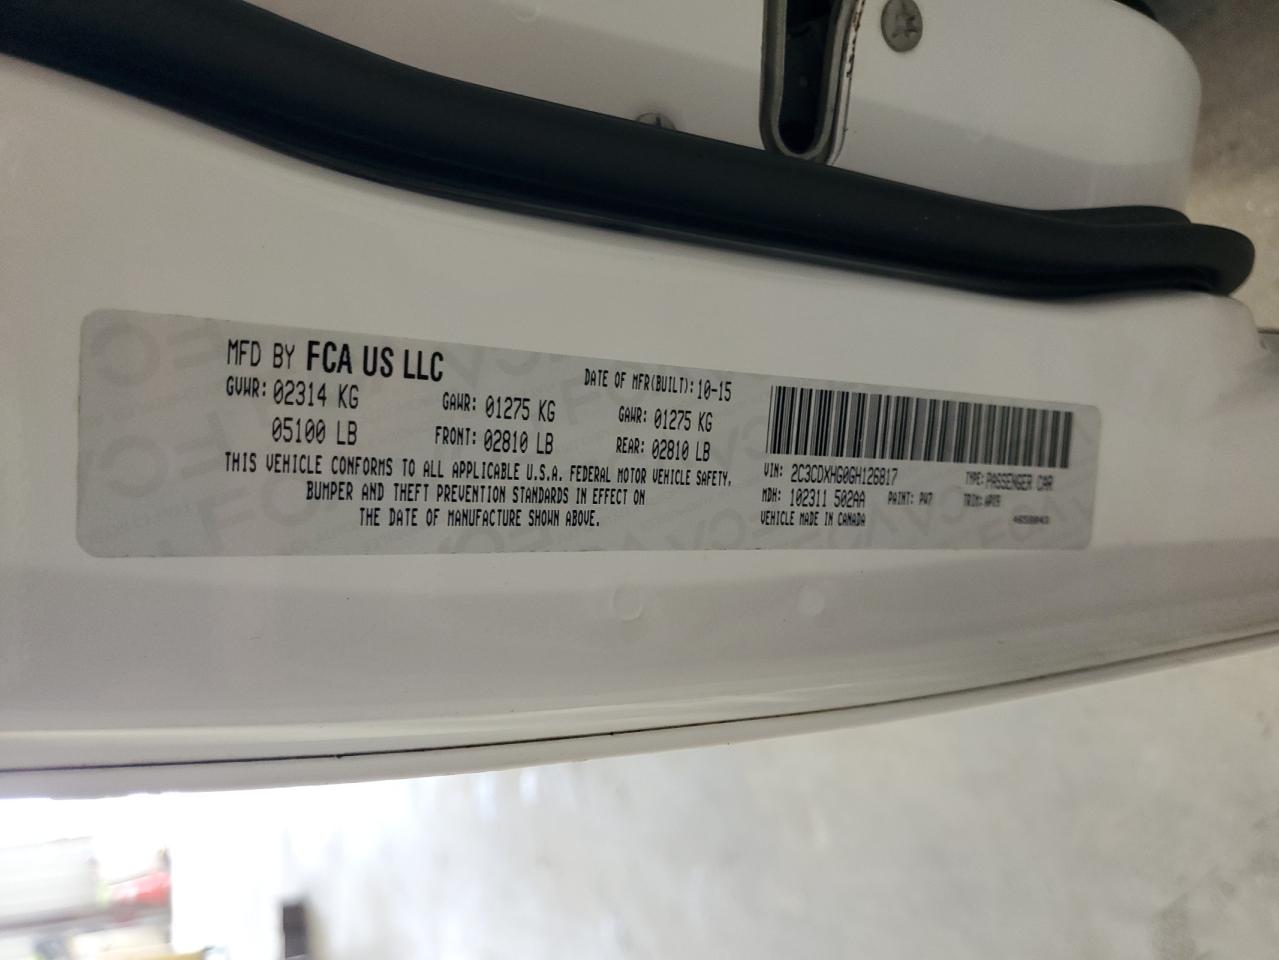 MFD BY FCA US LLC
DATE OF MFR(BUILT): 10-15
GVWR: 02314 KG
GAWR: 01275 KG
GAWR: 01275 KG
05100 LB
FRONT: 02810 LB
REAR: 02810 LB
THIS VEHICLE CONFORMS TO ALL APPLICABLE U.S.A. FEDERAL MOTOR VEHICLE SAFETY,
BUMPER AND THEFT PREVENTION STANDARDS IN EFFECT ON
THE DATE OF MANUFACTURE SHOWN ABOVE.
VIN: 2C3CDXHG0GH126817
TYPE: PASSENGER CAR
MDH: 102311 502AA
PAINT: PW7
TRIM: APX9
VEHICLE MADE IN CANADA